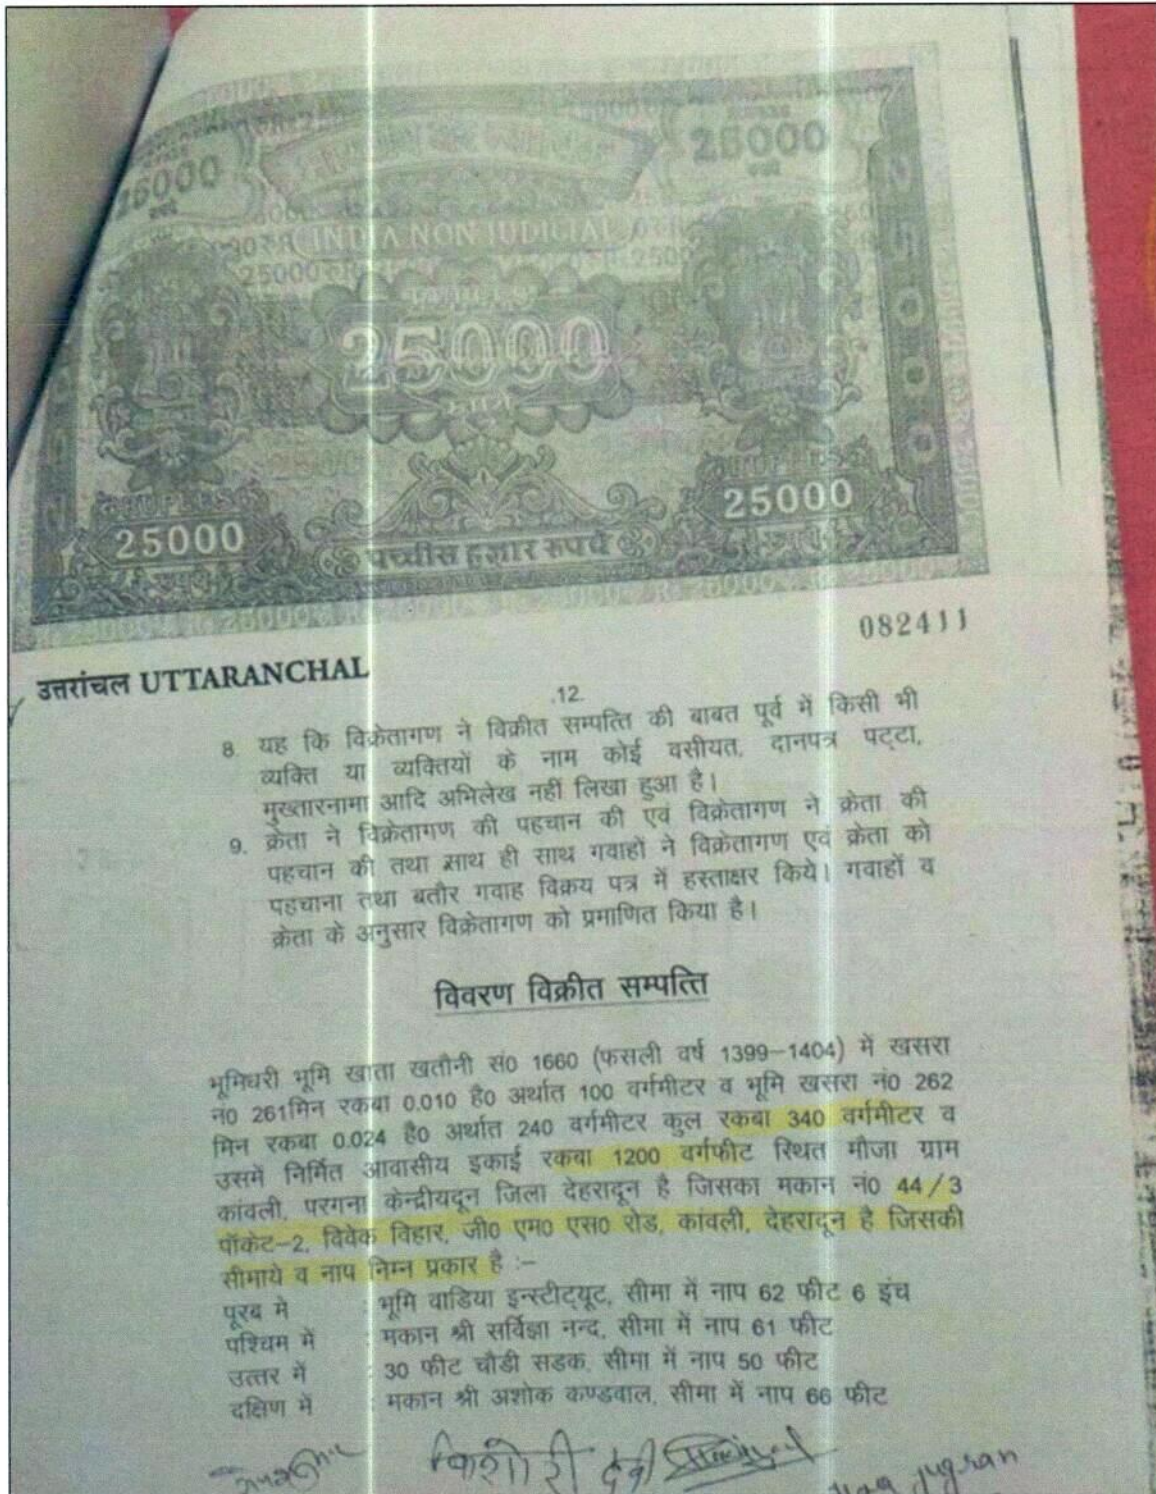 25000
25000
INDIA NON JUDICIAL
25000
25000
25000
पच्चीस हजार रुपये
082411
उत्तरांचल UTTARANCHAL
.12.
8. यह कि विक्रेतागण ने विक्रीत सम्पत्ति की बाबत पूर्व में किसी भी
व्यक्ति या व्यक्तियों के नाम कोई वसीयत, दानपत्र पट्टा,
मुख्तारनामा आदि अभिलेख नहीं लिखा हुआ है।
9. क्रेता ने विक्रेतागण की पहचान की एवं विक्रेतागण ने क्रेता की
पहचान की तथा साथ ही साथ गवाहों ने विक्रेतागण एवं क्रेता को
पहचाना तथा बतौर गवाह विक्रय पत्र में हस्ताक्षर किये। गवाहों व
क्रेता के अनुसार विक्रेतागण को प्रमाणित किया है।
विवरण विक्रीत सम्पत्ति
भूमिधरी भूमि खाता खतौनी सं0 1660 (फसली वर्ष 1399-1404) में खसरा
नं0 261मिन रकबा 0.010 है0 अर्थात 100 वर्गमीटर व भूमि खसरा नं0 262
मिन रकबा 0.024 है0 अर्थात 240 वर्गमीटर कुल रकबा 340 वर्गमीटर व
उसमें निर्मित आवासीय इकाई रकबा 1200 वर्गफीट स्थित मौजा ग्राम
कांवली, परगना केन्द्रीयदून जिला देहरादून है जिसका मकान नं0 44/3
पॉकेट-2, विवेक विहार, जी0 एम0 एस0 रोड, कांवली, देहरादून है जिसकी
सीमाये व नाप निम्न प्रकार है :-
पूरब मे : भूमि वाडिया इन्स्टीट्यूट, सीमा में नाप 62 फीट 6 इंच
पश्चिम में : मकान श्री सर्विज्ञा नन्द, सीमा में नाप 61 फीट
उत्तर में : 30 फीट चौडी सडक, सीमा में नाप 50 फीट
दक्षिण में : मकान श्री अशोक कण्डवाल, सीमा में नाप 66 फीट
किशोरी देवी jugran